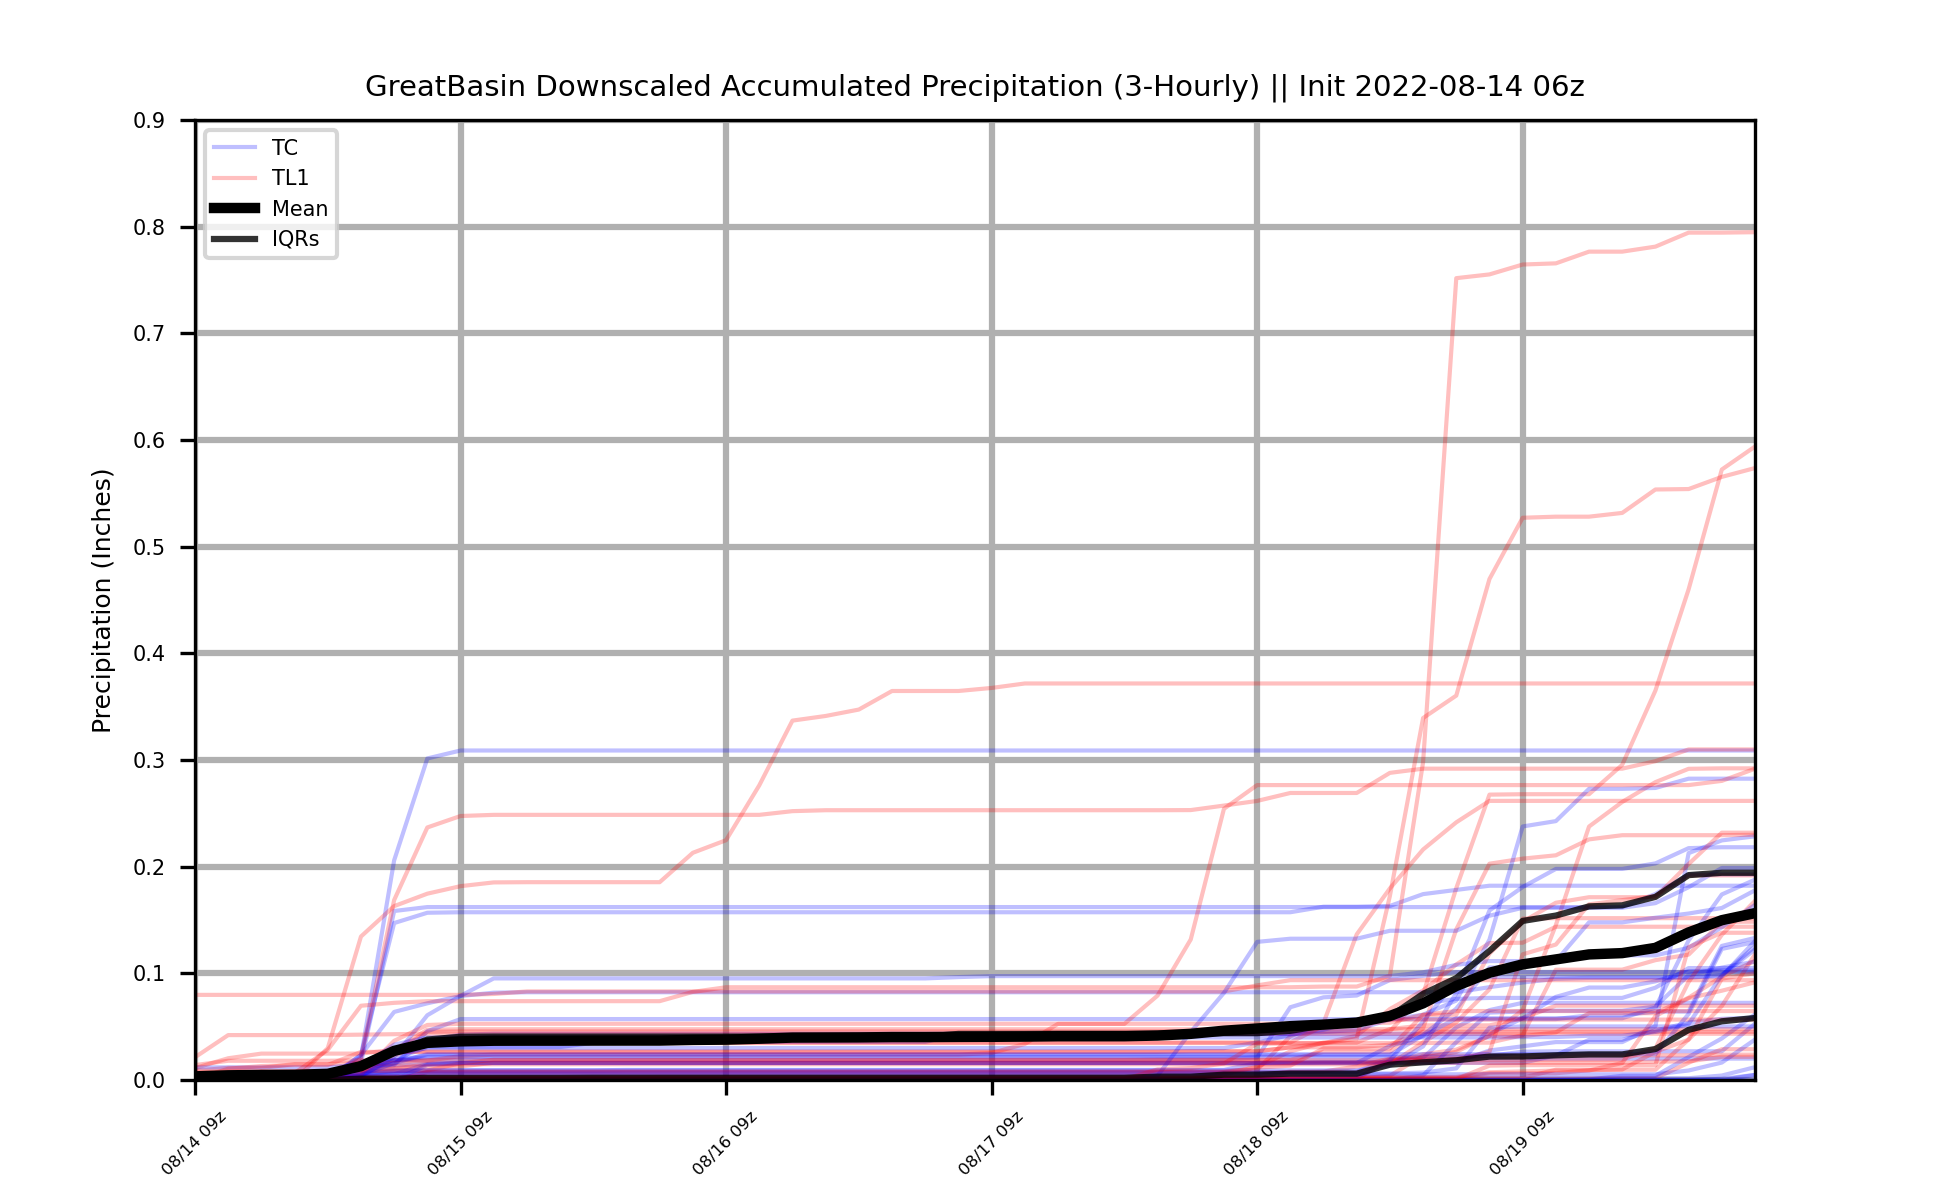 GreatBasin Downscaled Accumulated Precipitation (3-Hourly) || Init 2022-08-14 06z
TC
TL1
Mean
IQRs
Precipitation (Inches)
0.9
0.8
0.7
0.6
0.5
0.4
0.3
0.2
0.1
0.0
08/14 09z
08/15 09z
08/16 09z
08/17 09z
08/18 09z
08/19 09z